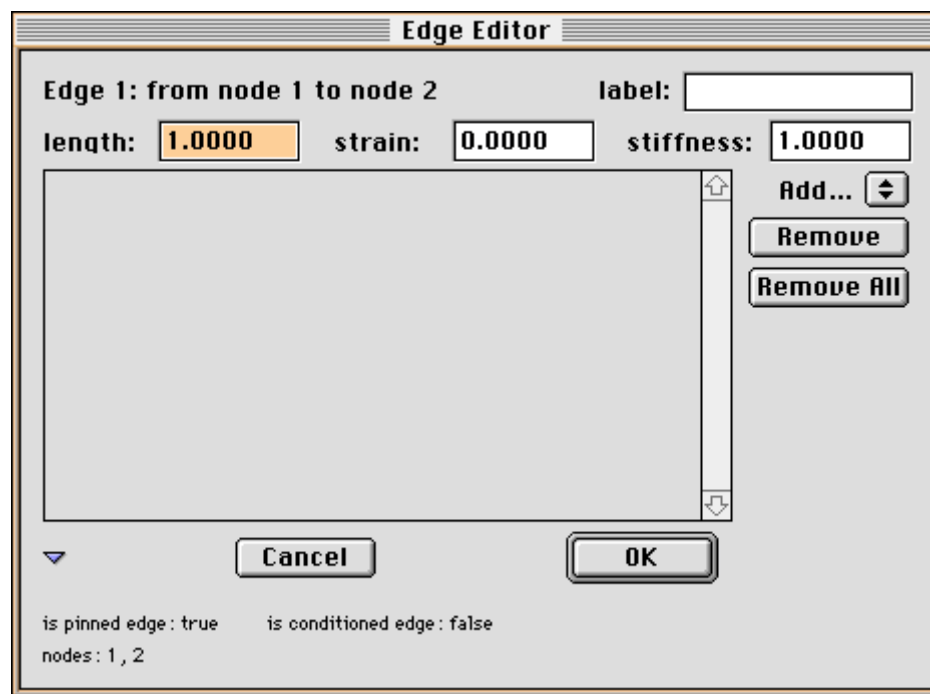 Edge Editor
Edge 1: from node 1 to node 2 label:
length: 1.0000 strain: 0.0000 stiffness: 1.0000
Add...
Remove
Remove All
Cancel OK
is pinned edge : true is conditioned edge : false
nodes : 1 , 2